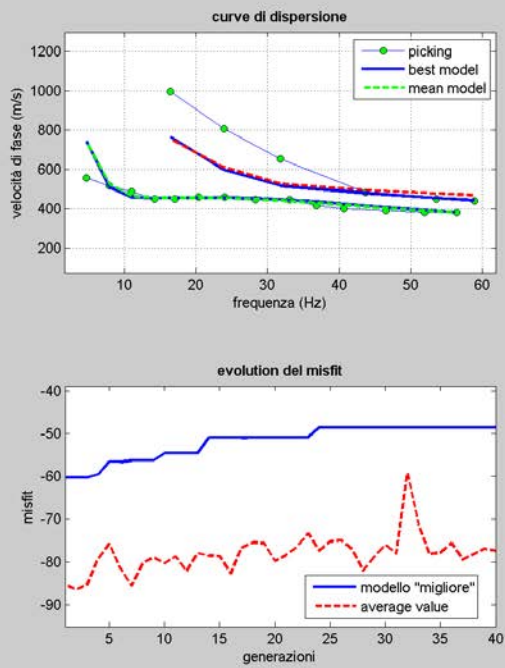 curve di dispersione
1200
1000
800
600
400
200
velocità di fase (m/s)
picking
best model
mean model
10
20
30
40
50
60
frequenza (Hz)
evolution del misfit
-40
-50
-60
-70
-80
-90
misfit
modello "migliore"
average value
5
10
15
20
25
30
35
40
generazioni